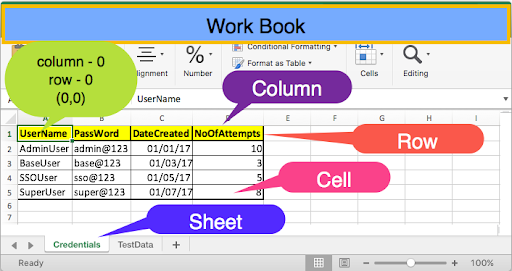 Work Book
column - 0
row - 0
(0,0)
Conditional Formatting
Format as Table
%
lignment
Number
Cells
Editing
Column
UserName
A B C D E F G H I
1 UserName PassWord DateCreated NoOfAttempts
Row
2 AdminUser admin@123 01/01/17 10
3 BaseUser base@123 01/03/17 3
4 SSOUser sso@123 01/05/17 5
Cell
5 SuperUser super@123 01/07/17 8
6
7
Sheet
Credentials TestData +
Ready
- + 100%